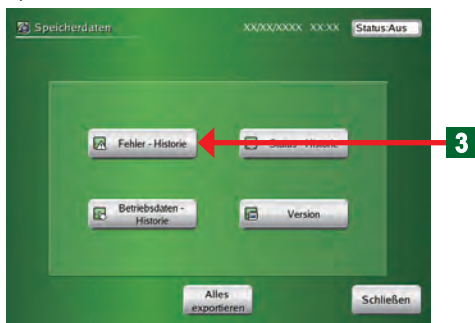 Speicherdaten XX/XX/XXXX XX:XX Status:Aus
Fehler - Historie Status - Historie
3
Betriebsdaten -
Historie
Version
Alles
exportieren
Schließen